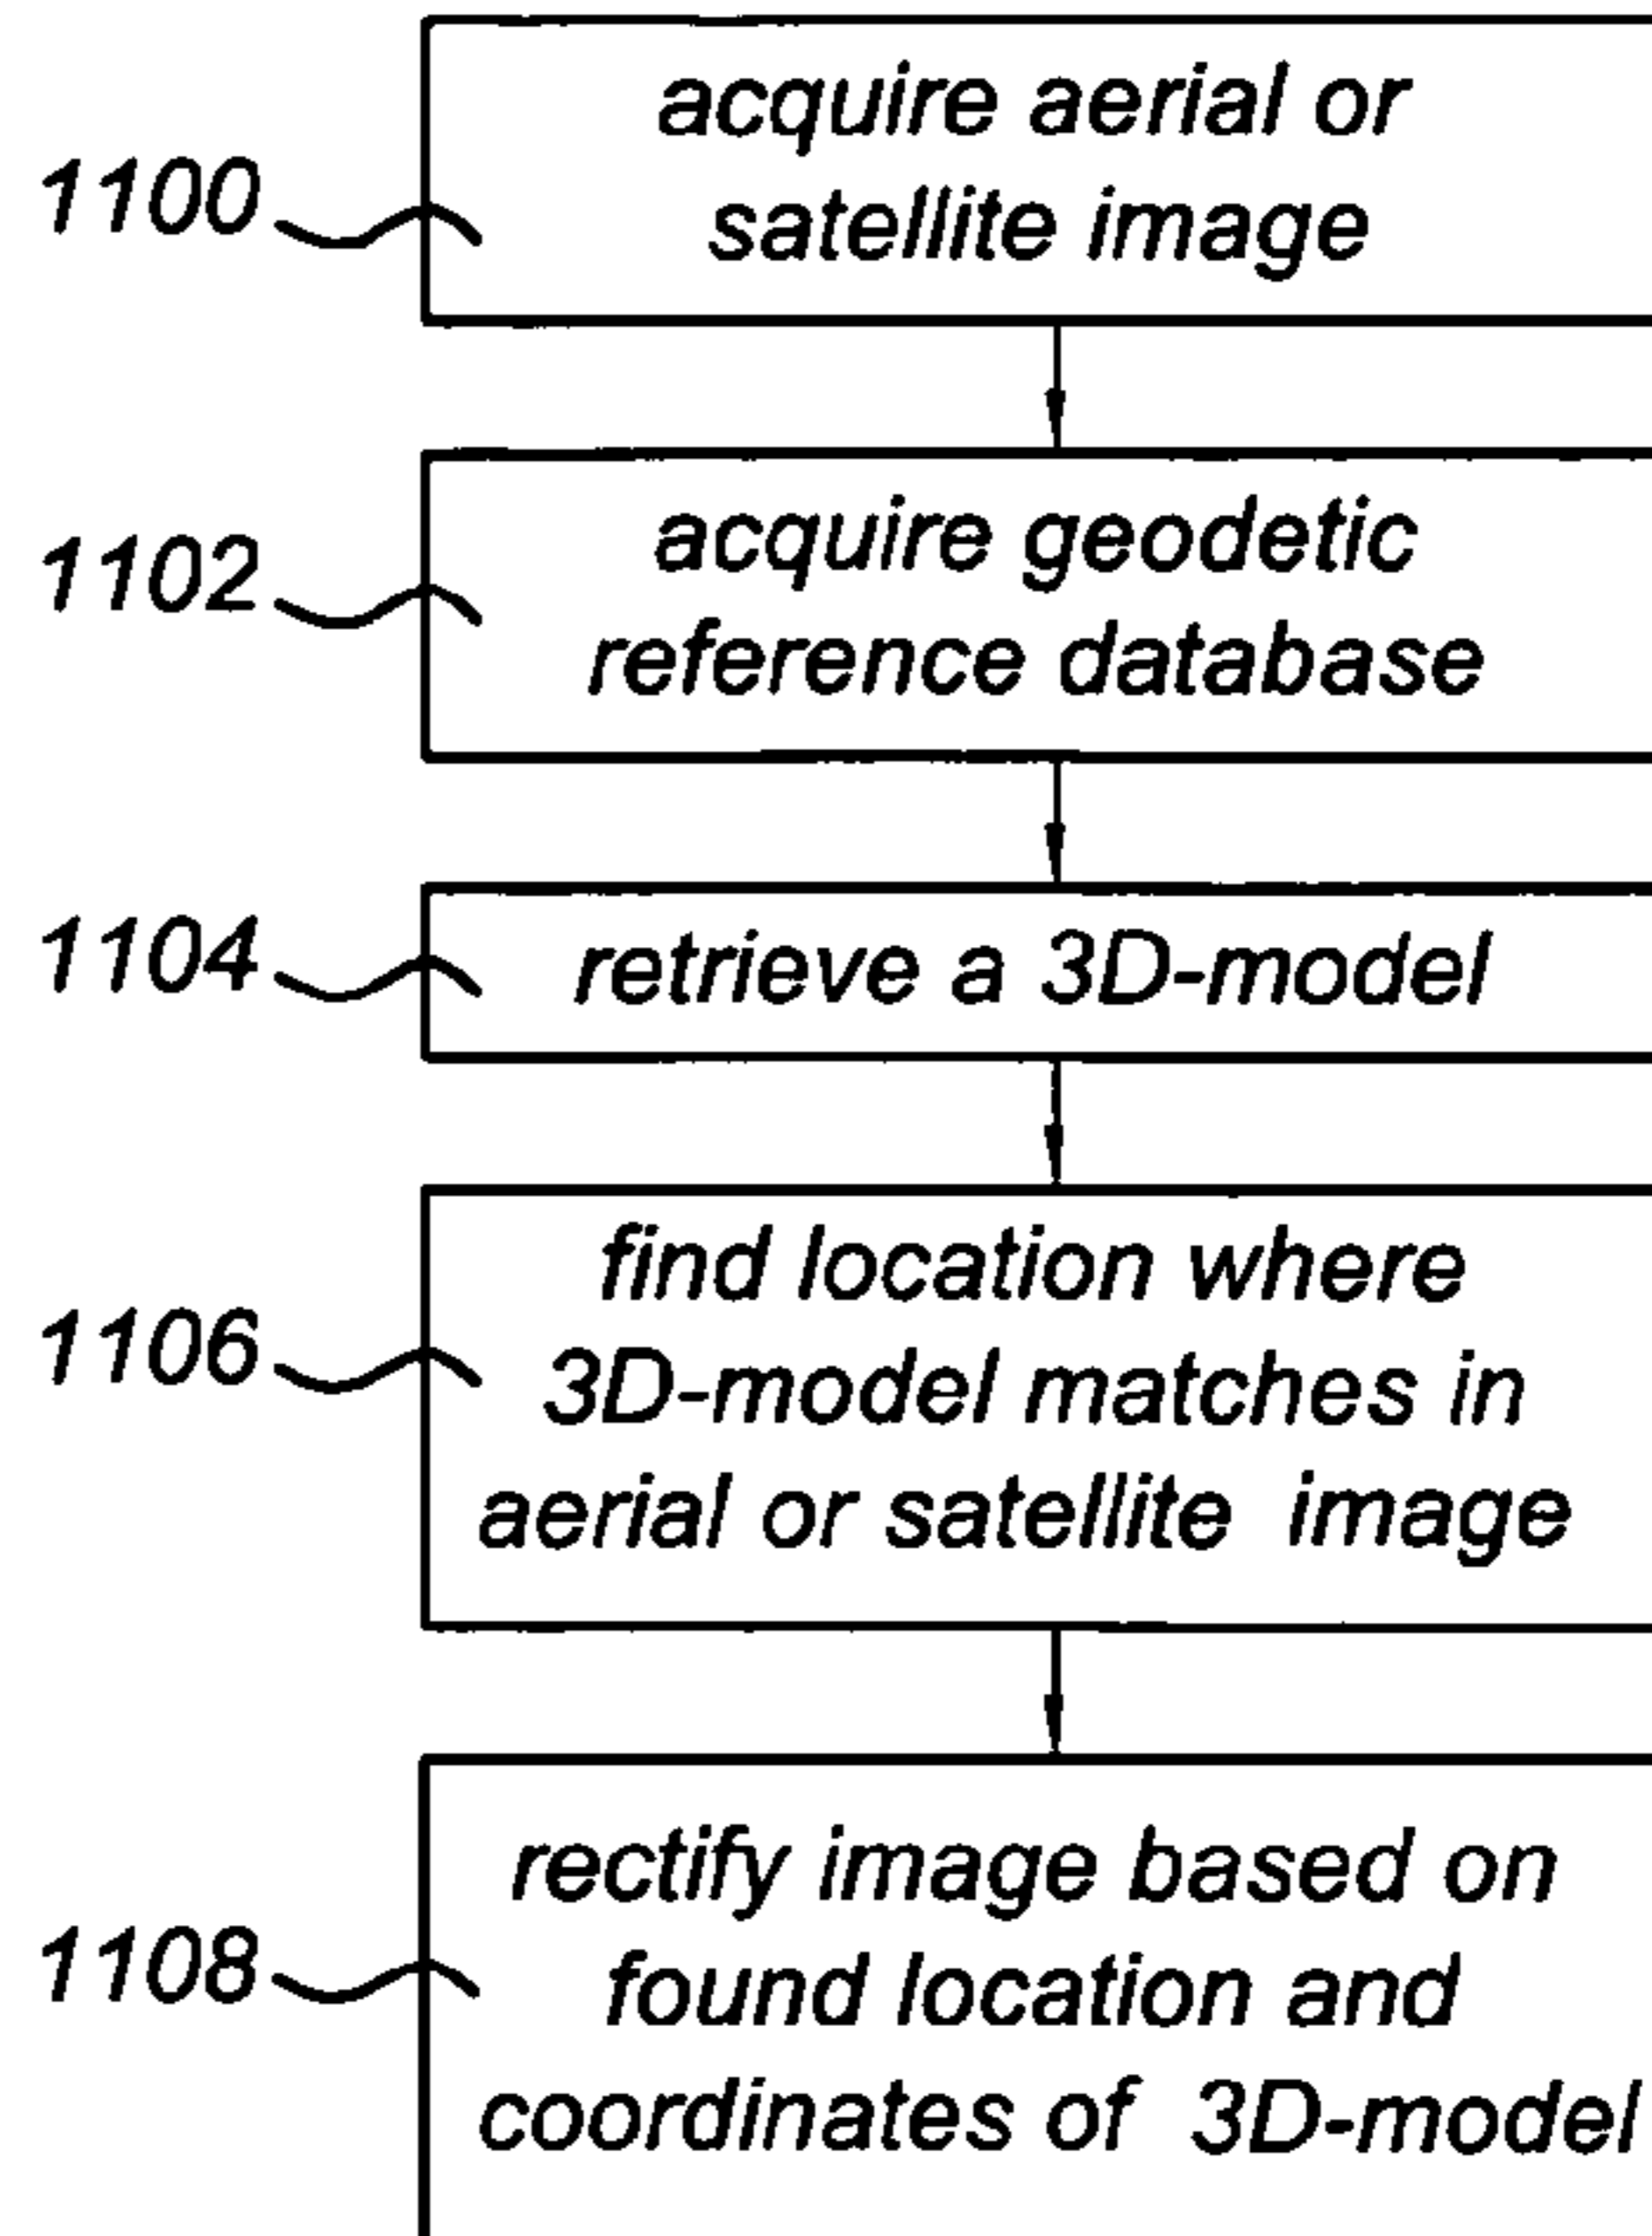 acquire aerial or
1100
satellite image
acquire geodetic
1102
reference database
1104
retrieve a 3D-model
find location where
1106
3D-model matches in
aerial or satellite image
rectify image based on
1108
found location and
coordinates of 3D-model